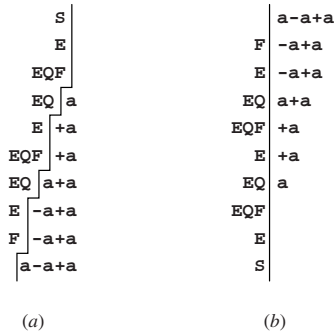 S
E
EQF
EQ a
E +a
EQF +a
EQ a+a
E -a+a
F -a+a
a-a+a
(a)
a-a+a
F -a+a
E -a+a
EQ a+a
EQF +a
E +a
EQ a
EQF
E
S
(b)